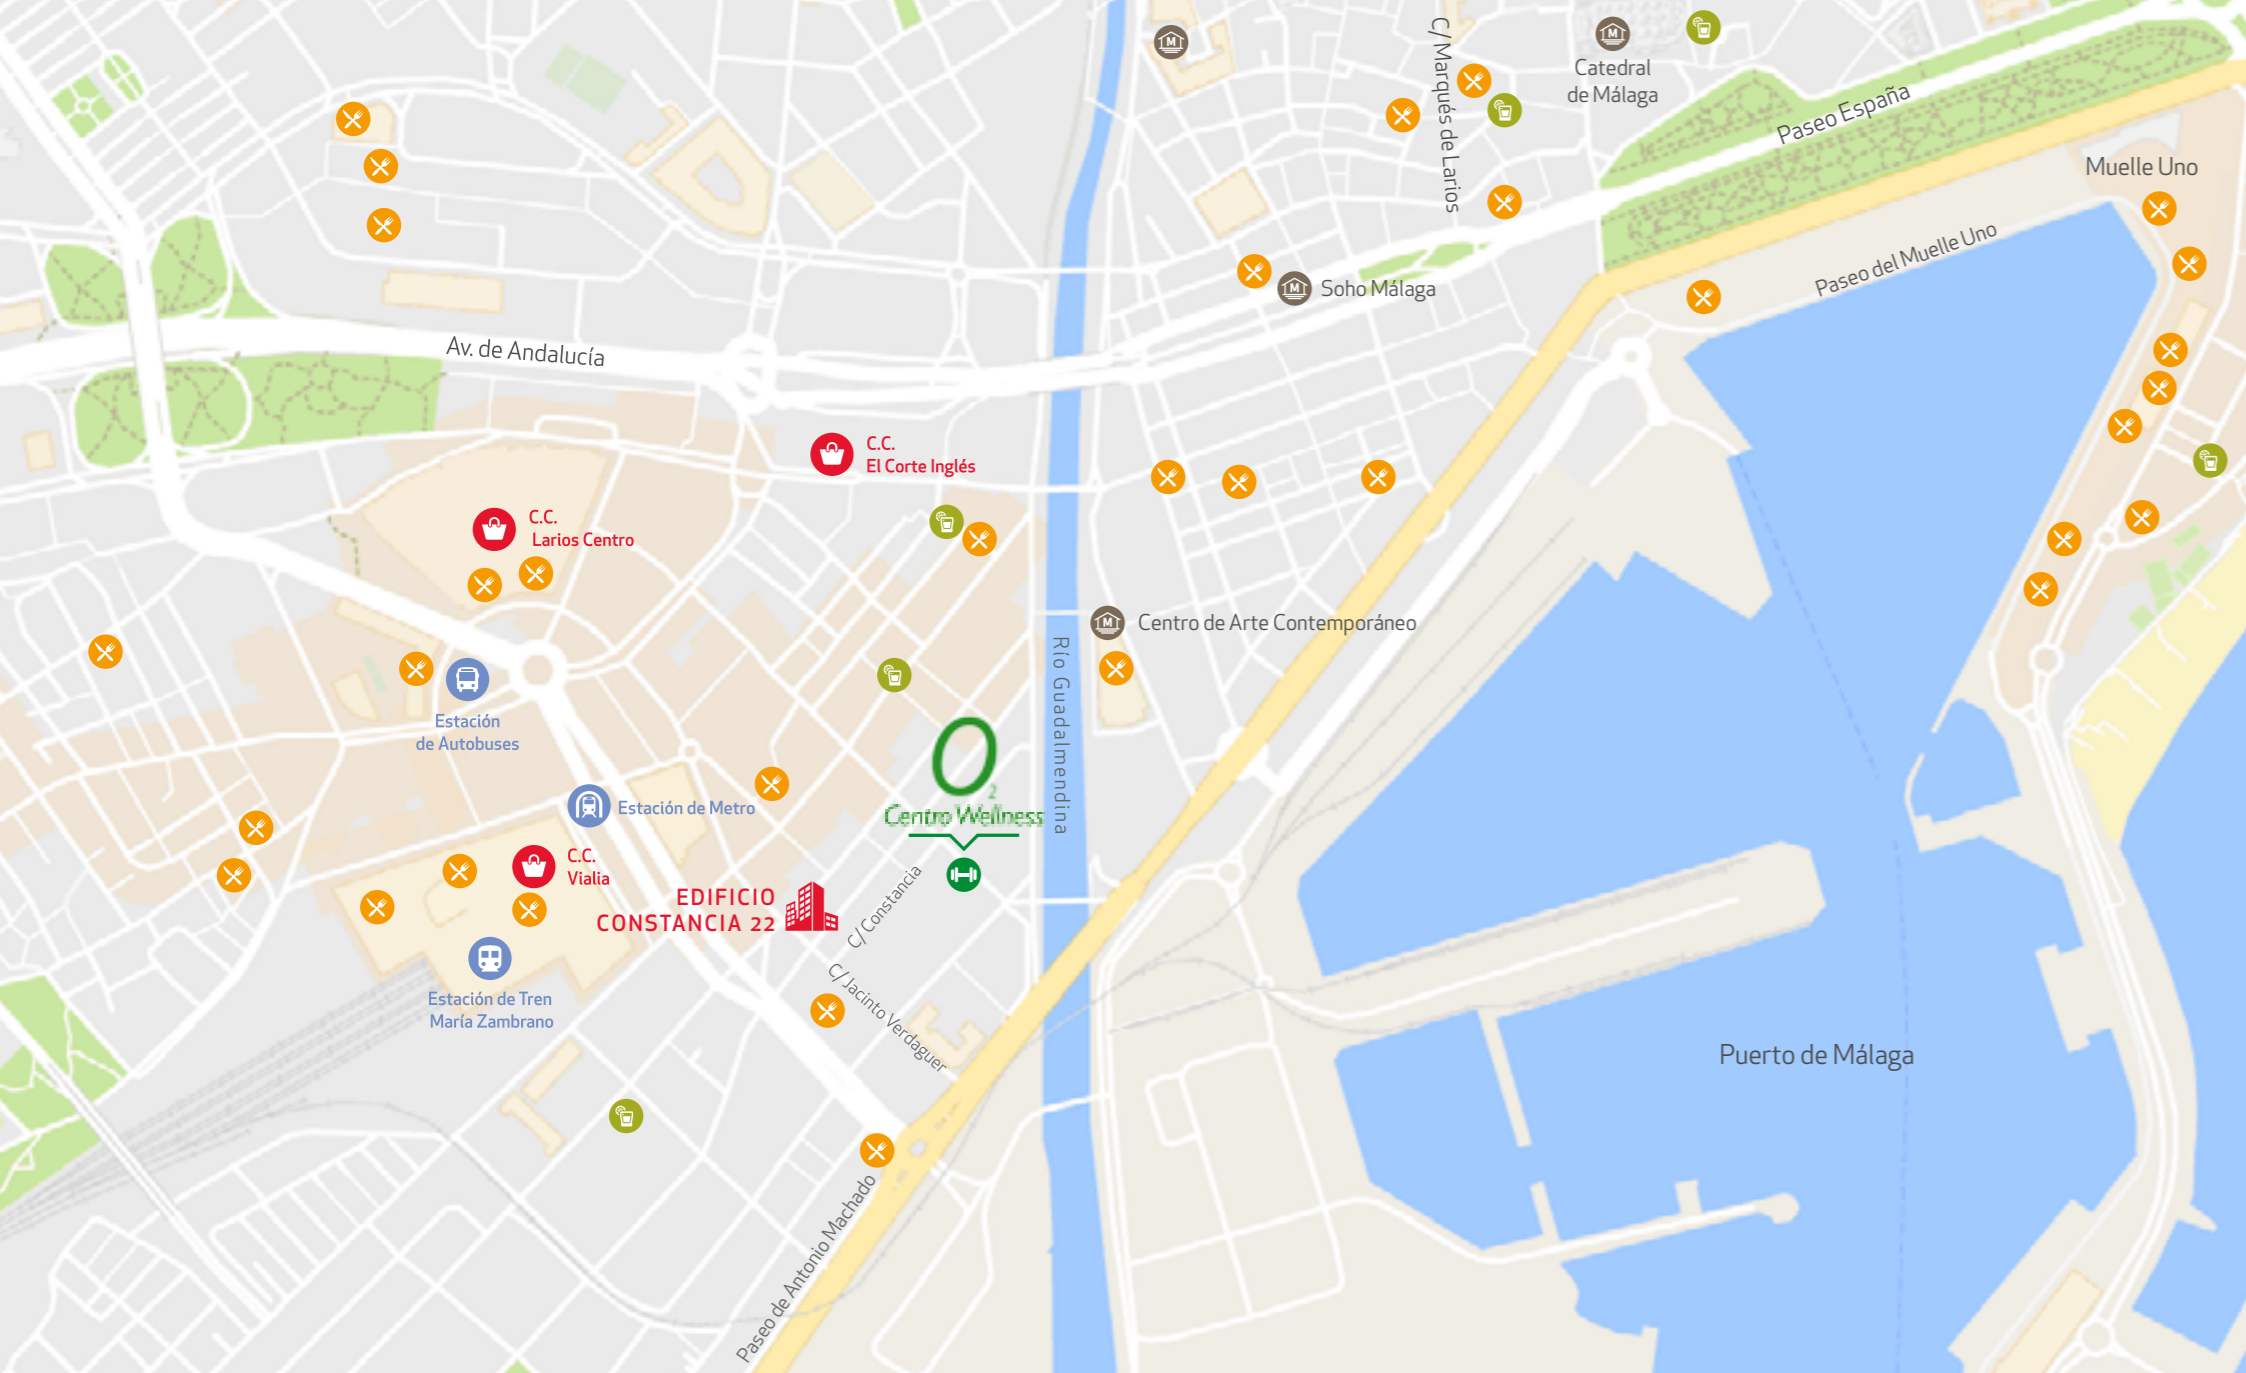 C/ Marqués de Larios
Catedral
de Málaga
Paseo España
Muelle Uno
Paseo del Muelle Uno
Soho Málaga
Av. de Andalucía
C.C.
El Corte Inglés
C.C.
Larios Centro
Centro de Arte Contemporáneo
Río Guadalmendina
Estación
de Autobuses
O2
Centro Wellness
Estación de Metro
C.C.
Vialia
EDIFICIO
CONSTANCIA 22
C/ Constancia
C/ Jacinto Verdaguer
Estación de Tren
María Zambrano
Puerto de Málaga
Paseo de Antonio Machado
M
M
M
M